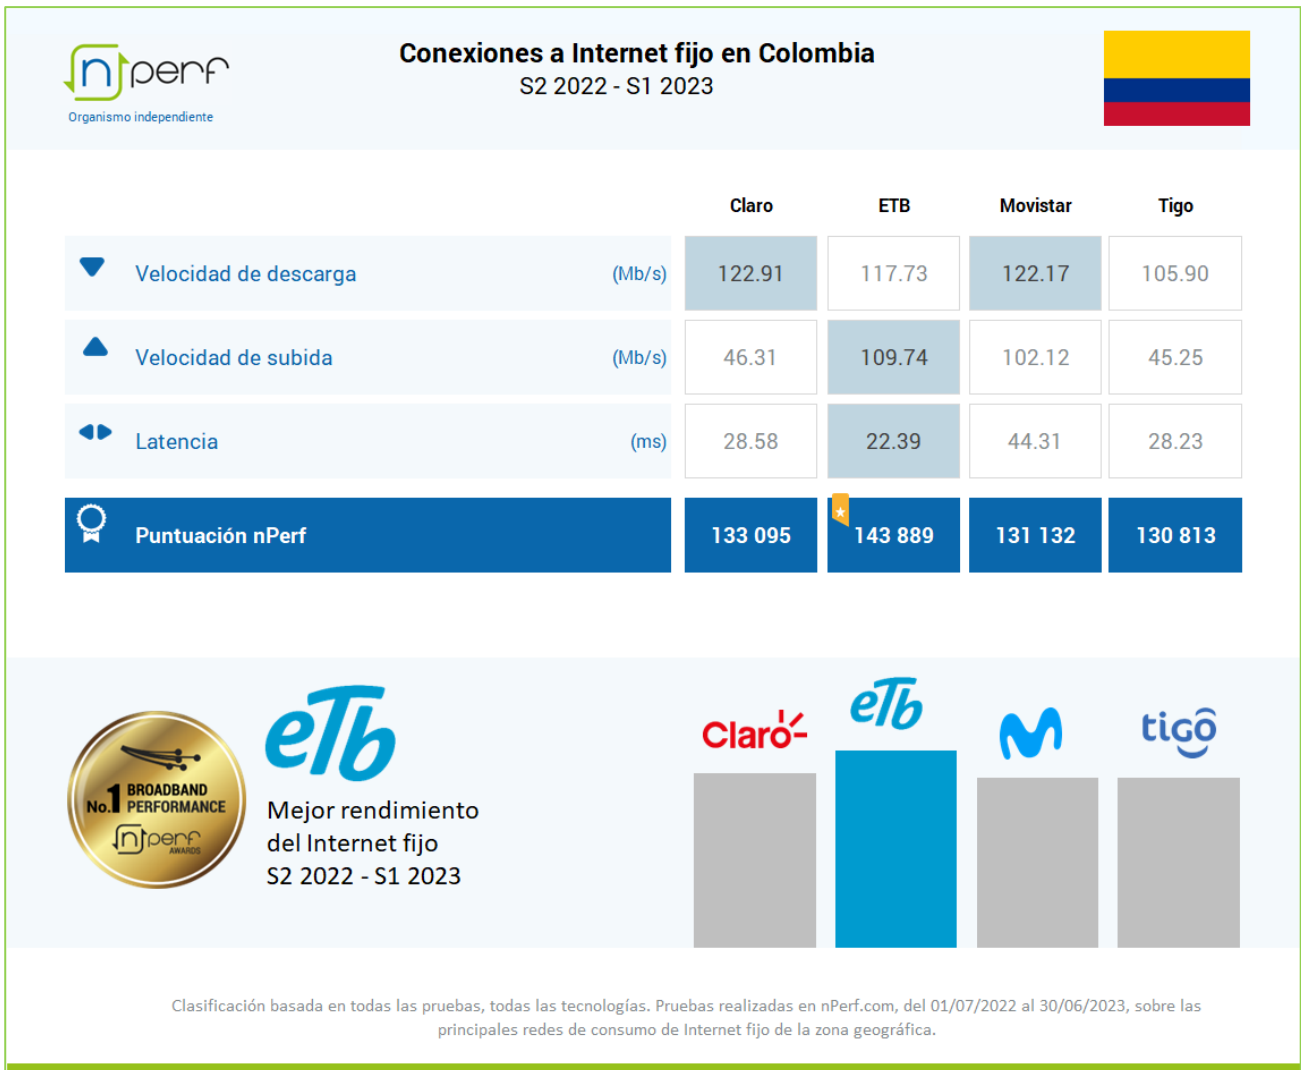 nperf
Organismo independiente
Conexiones a Internet fijo en Colombia
S2 2022 - S1 2023
Claro ETB Movistar Tigo
Velocidad de descarga (Mb/s) 122.91 117.73 122.17 105.90
Velocidad de subida (Mb/s) 46.31 109.74 102.12 45.25
Latencia (ms) 28.58 22.39 44.31 28.23
Puntuación nPerf 133 095 143 889 131 132 130 813
No.1 BROADBAND PERFORMANCE
nperf
AWARDS
eTb
Mejor rendimiento
del Internet fijo
S2 2022 - S1 2023
Claro eTb tigo
Clasificación basada en todas las pruebas, todas las tecnologías. Pruebas realizadas en nPerf.com, del 01/07/2022 al 30/06/2023, sobre las
principales redes de consumo de Internet fijo de la zona geográfica.